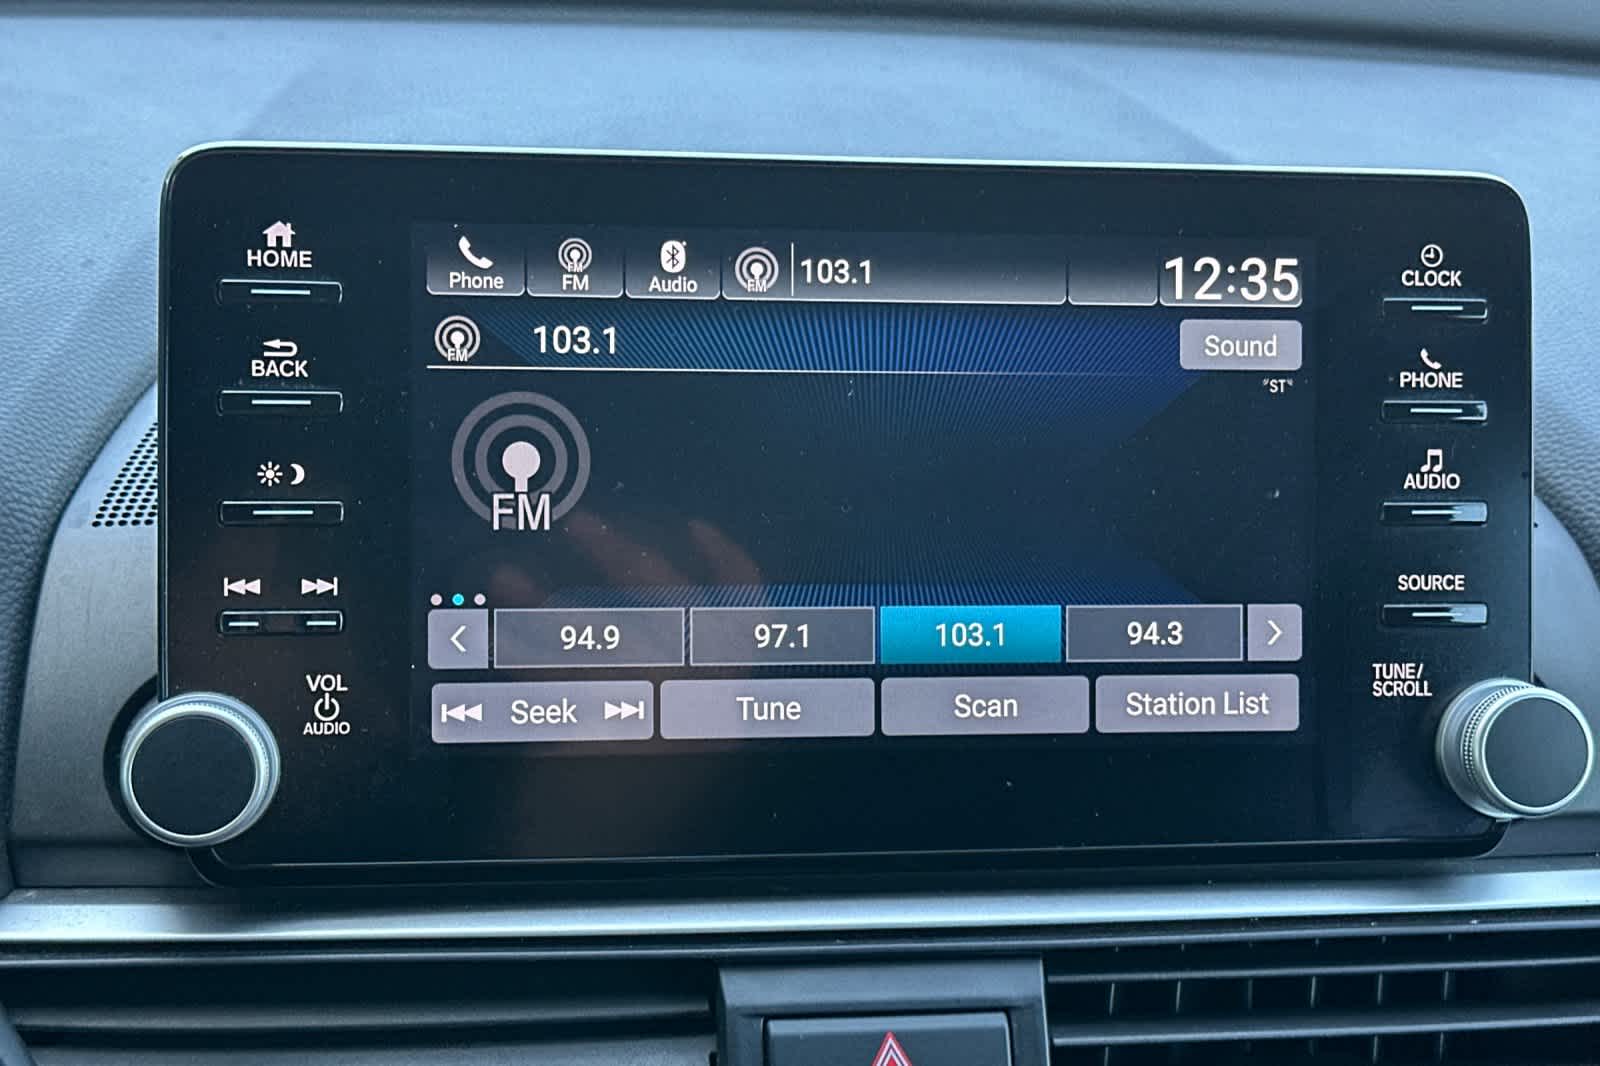 HOME
BACK
VOL
AUDIO
Phone
FM
FM
Audio
FM
103.1
12:35
FM
103.1
Sound
"ST"
FM
94.9
97.1
103.1
94.3
Seek
Tune
Scan
Station List
CLOCK
PHONE
AUDIO
SOURCE
TUNE/
SCROLL